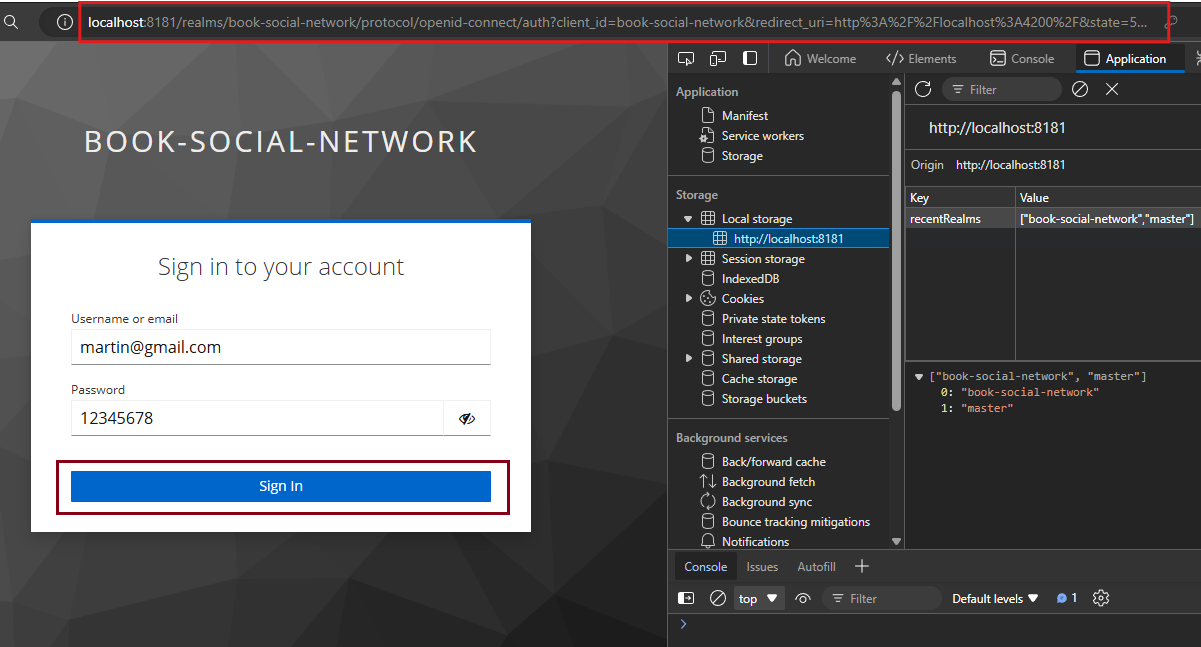 localhost:8181/realms/book-social-network/protocol/openid-connect/auth?client_id=book-social-network&redirect_uri=http%3A%2F%2Flocalhost%3A4200%2F&state=5...
BOOK-SOCIAL-NETWORK
Sign in to your account
Username or email
martin@gmail.com
Password
12345678
Sign In
Welcome
Elements
Console
Application
Application
Manifest
Service workers
Storage
Storage
Local storage
http://localhost:8181
Session storage
IndexedDB
Cookies
Private state tokens
Interest groups
Shared storage
Cache storage
Storage buckets
Background services
Back/forward cache
Background fetch
Background sync
Bounce tracking mitigations
Notifications
Filter
http://localhost:8181
Origin http://localhost:8181
Key Value
recentRealms ["book-social-network","master"]
["book-social-network", "master"]
0: "book-social-network"
1: "master"
Console Issues Autofill
top Filter Default levels 1